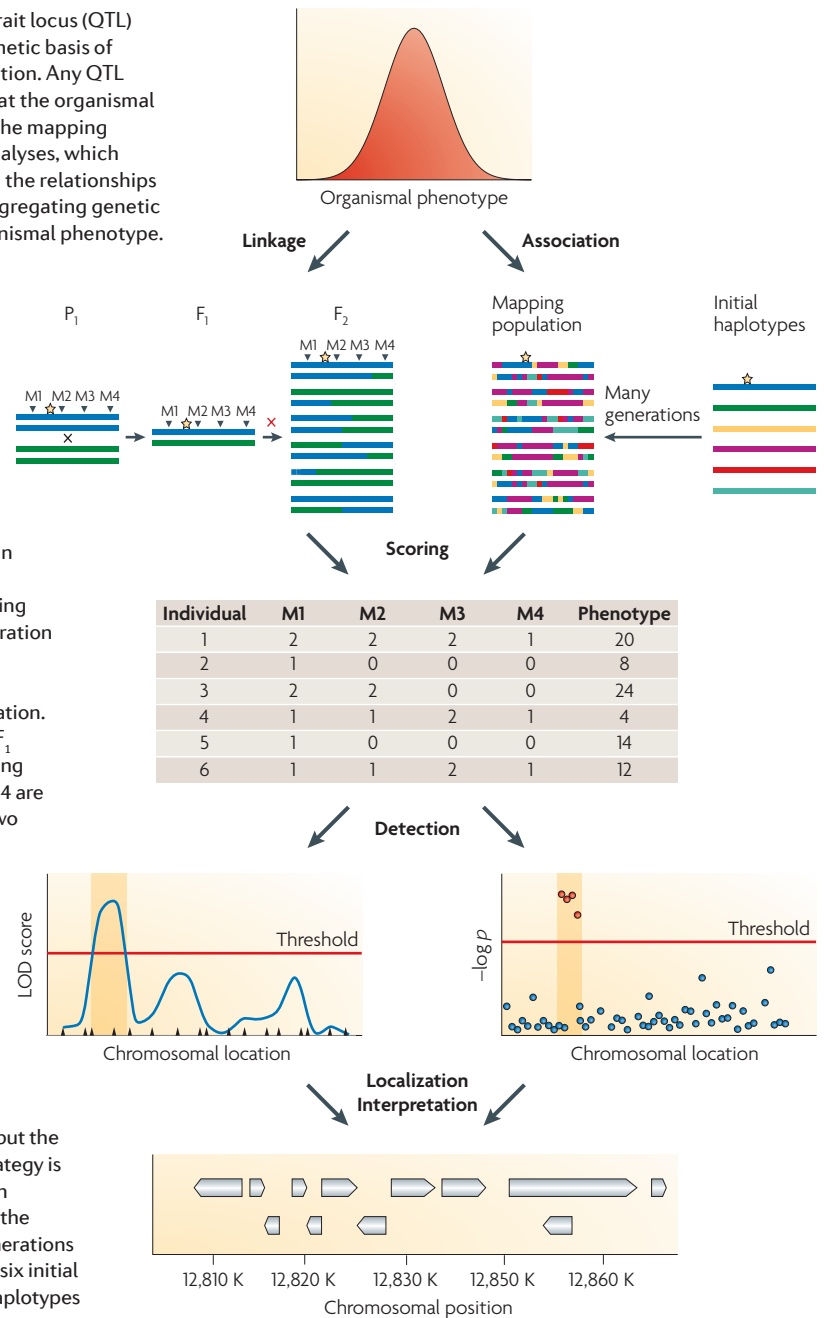 rait locus (QTL)
netic basis of
tion. Any QTL
at the organismal
he mapping
alyses, which
the relationships
gregating genetic
nismal phenotype.
Organismal phenotype
Linkage
Association
P1
F1
F2
Mapping
population
Initial
haplotypes
M1 M2 M3 M4
M1 M2 M3 M4
M1 M2 M3 M4
×
×
Many
generations
n
ing
ration
ation.
F1
ng
4 are
wo
Scoring
Individual M1 M2 M3 M4 Phenotype
1 2 2 2 1 20
2 1 0 0 0 8
3 2 2 0 0 24
4 1 1 2 1 4
5 1 0 0 0 14
6 1 1 2 1 12
Detection
LOD score
Threshold
Chromosomal location
–log p
Threshold
Chromosomal location
Localization
Interpretation
out the
ategy is
n
the
nerations
six initial
aplotypes
12,810 K 12,820 K 12,830 K 12,850 K 12,860 K
Chromosomal position